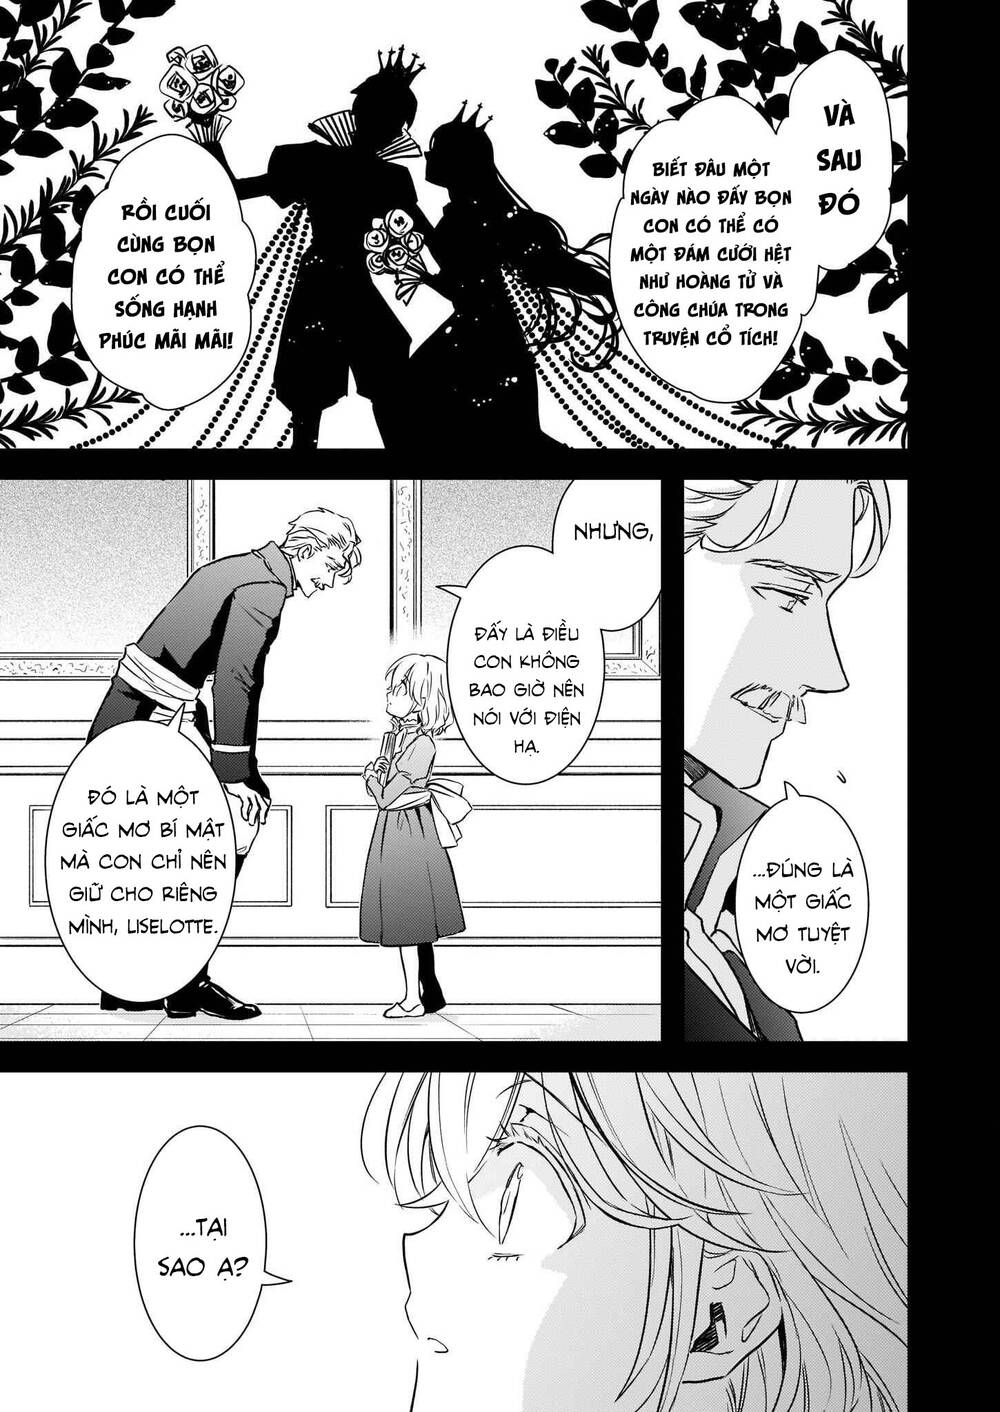 VÀ
SAU
ĐÓ
BIẾT ĐÂU MỘT
NGÀY NÀO ĐẤY BỌN
CON CÓ THỂ CÓ
MỘT ĐÁM CƯỚI HỆT
NHƯ HOÀNG TỬ VÀ
CÔNG CHÚA TRONG
TRUYỆN CỔ TÍCH!
RỒI CUỐI
CÙNG BỌN
CON CÓ THỂ
SỐNG HẠNH
PHÚC MÃI MÃI!
...ĐÚNG LÀ
MỘT GIẤC
MƠ TUYỆT
VỜI.
NHƯNG,
ĐẤY LÀ ĐIỀU
CON KHÔNG
BAO GIỜ NÊN
NÓI VỚI ĐIỆN
HẠ.
ĐÓ LÀ MỘT
GIẤC MƠ BÍ MẬT
MÀ CON CHỈ NÊN
GIỮ CHO RIÊNG
MÌNH, LISELOTTE.
...TẠI
SAO Ạ?